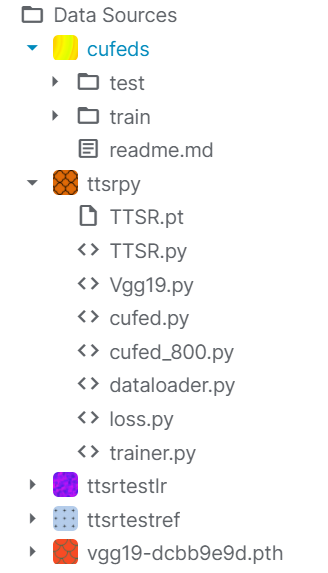 Data Sources
cufeds
test
train
readme.md
ttsrpy
TTSR.pt
TTSR.py
Vgg19.py
cufed.py
cufed_800.py
dataloader.py
loss.py
trainer.py
ttsrtestlr
ttsrtestref
vgg19-dcbb9e9d.pth